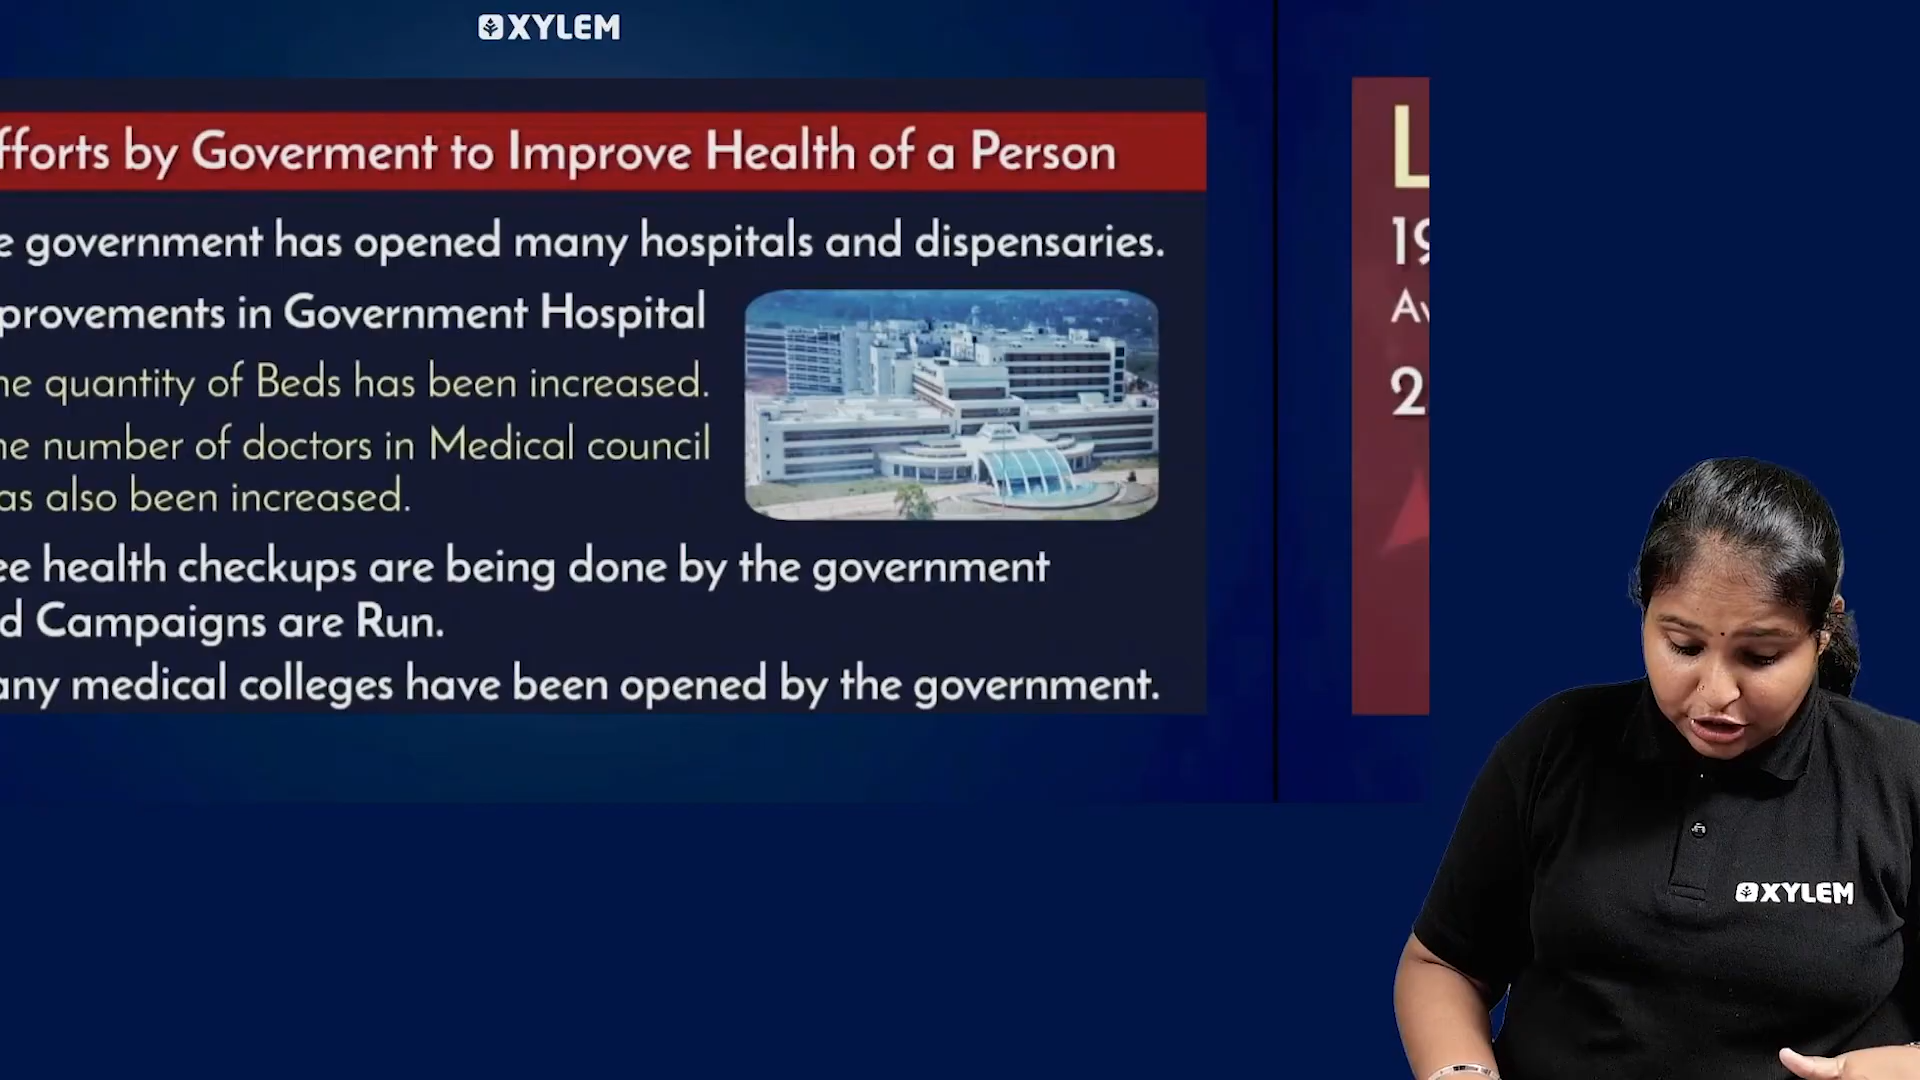 XYLEM
fforts by Goverment to Improve Health of a Person
e government has opened many hospitals and dispensaries.
provements in Government Hospital
he quantity of Beds has been increased.
he number of doctors in Medical council
as also been increased.
ee health checkups are being done by the government
d Campaigns are Run.
any medical colleges have been opened by the government.
L
19
Av
2
XYLEM